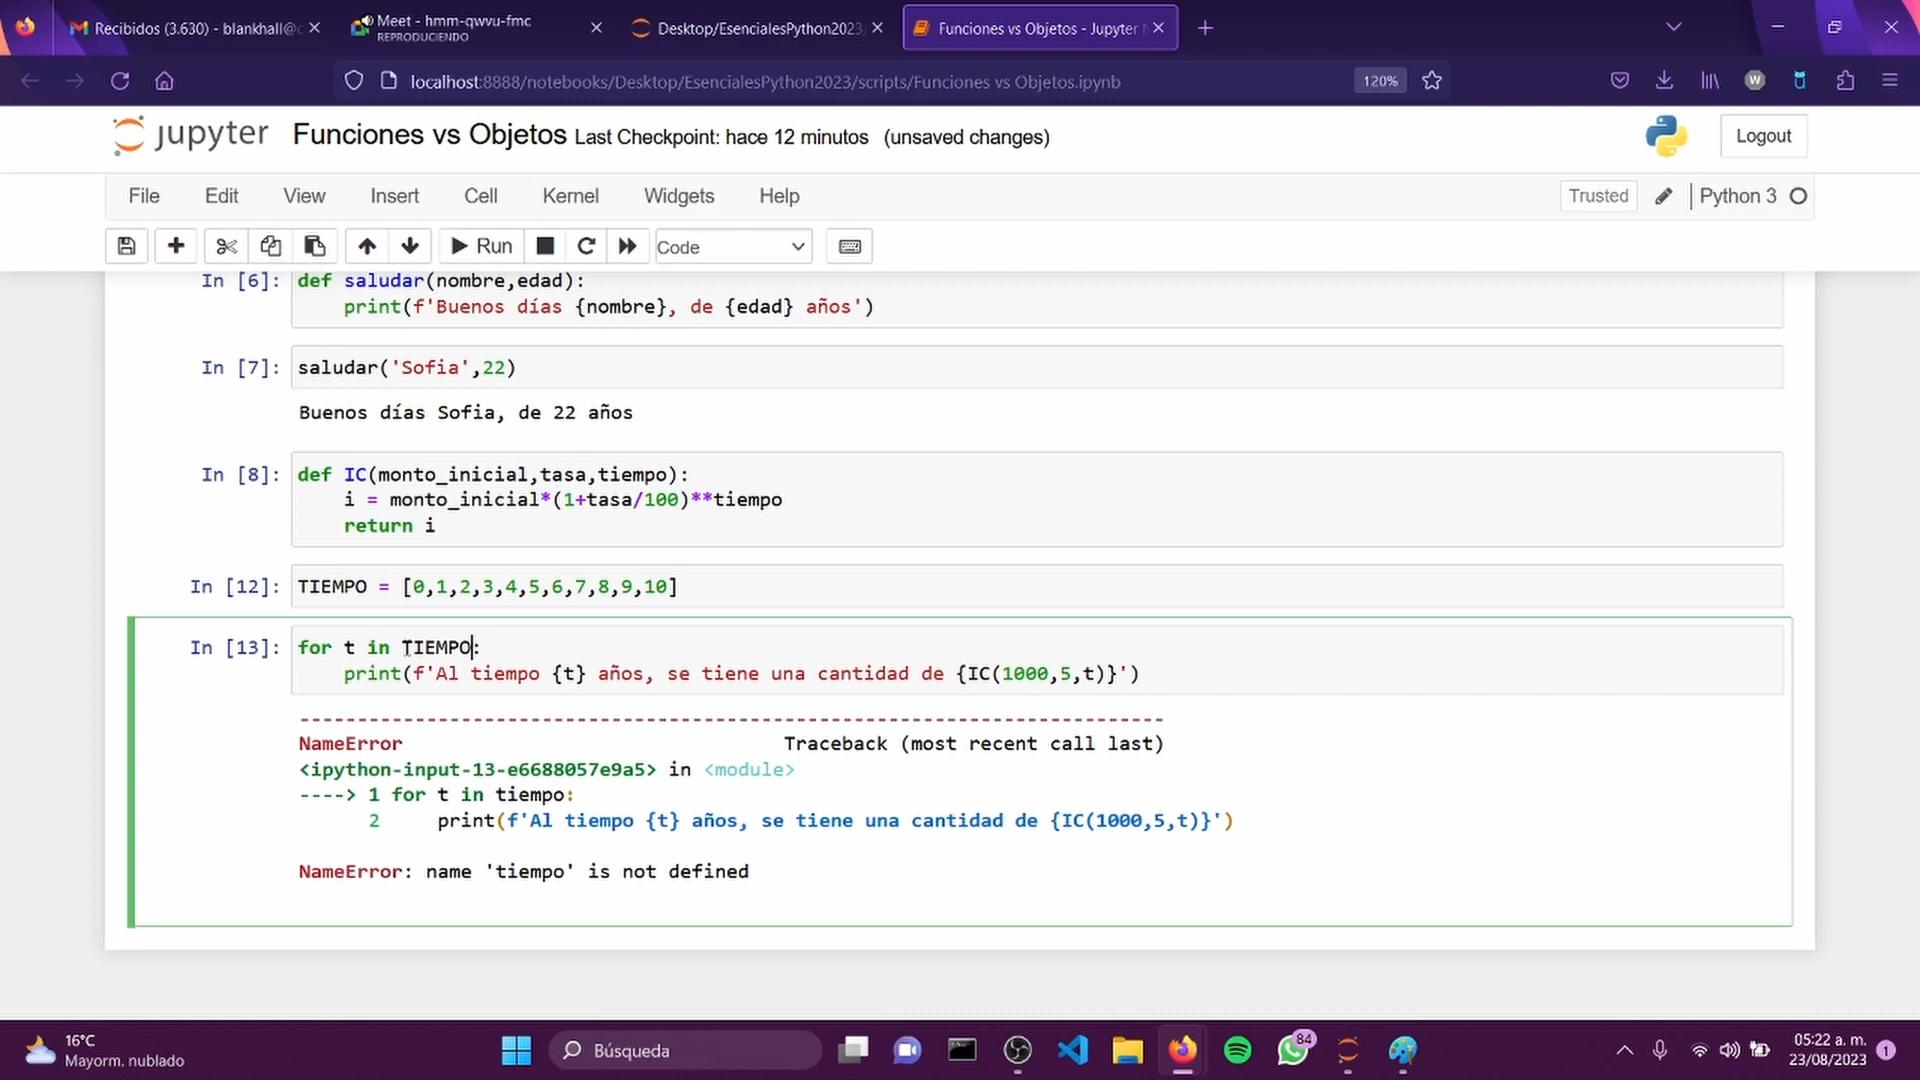 Recibidos (3.630) - blankhall@c
Meet - hmm-qwvu-fmc
REPRODUCIENDO
Desktop/EsencialesPython2023/
Funciones vs Objetos - Jupyter N
localhost:8888/notebooks/Desktop/EsencialesPython2023/scripts/Funciones vs Objetos.ipynb
120%
W
jupyter
Funciones vs Objetos Last Checkpoint: hace 12 minutos (unsaved changes)
Logout
File Edit View Insert Cell Kernel Widgets Help
Trusted
Python 3
Run
Code
In [6]: def saludar(nombre,edad):
print(f'Buenos días {nombre}, de {edad} años')
In [7]: saludar('Sofia',22)
Buenos días Sofia, de 22 años
In [8]: def IC(monto_inicial,tasa,tiempo):
i = monto_inicial*(1+tasa/100)**tiempo
return i
In [12]: TIEMPO = [0,1,2,3,4,5,6,7,8,9,10]
In [13]: for t in TIEMPO:
print(f'Al tiempo {t} años, se tiene una cantidad de {IC(1000,5,t)}')
---------------------------------------------------------------------------
NameError Traceback (most recent call last)
<ipython-input-13-e6688057e9a5> in <module>
----> 1 for t in tiempo:
2 print(f'Al tiempo {t} años, se tiene una cantidad de {IC(1000,5,t)}')
NameError: name 'tiempo' is not defined
16°C
Mayorm. nublado
Búsqueda
84
05:22 a. m.
23/08/2023
1